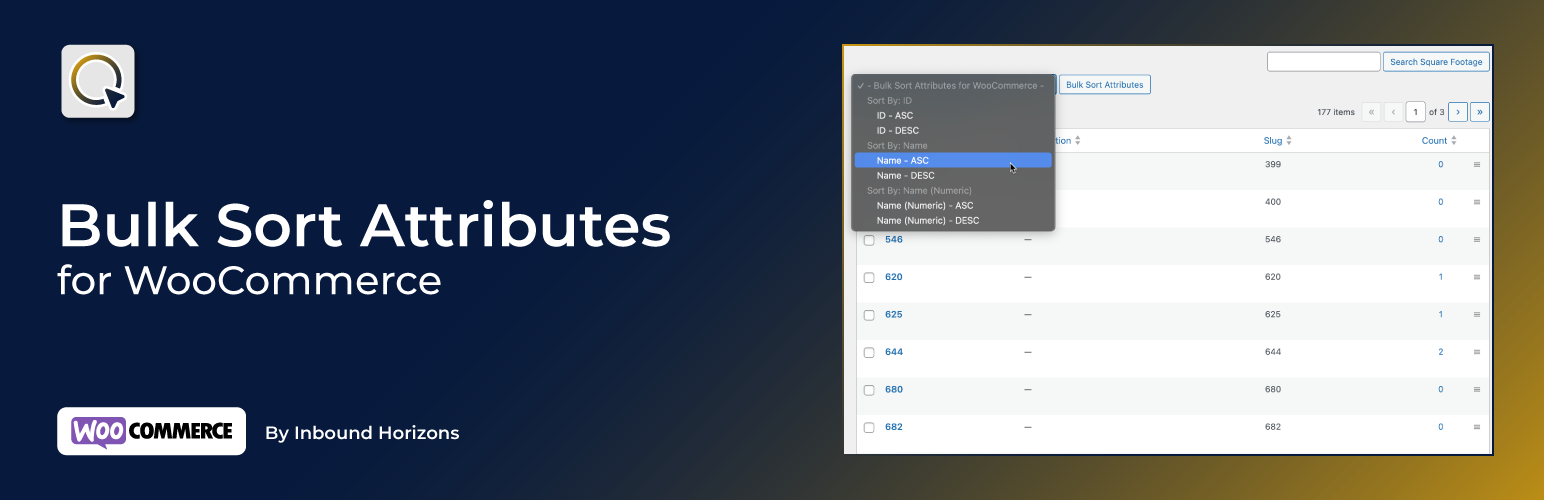 Bulk Sort Attributes
for WooCommerce
WOO COMMERCE
By Inbound Horizons
Search Square Footage
✓ - Bulk Sort Attributes for WooCommerce -
Bulk Sort Attributes
Sort By: ID
ID - ASC
ID - DESC
Sort By: Name
Name - ASC
Name - DESC
Sort By: Name (Numeric)
Name (Numeric) - ASC
Name (Numeric) - DESC
177 items « ‹ 1 of 3 › »
tion Slug Count
399 0
400 0
546 — 546 0
620 — 620 1
625 — 625 1
644 — 644 2
680 — 680 0
682 — 682 0